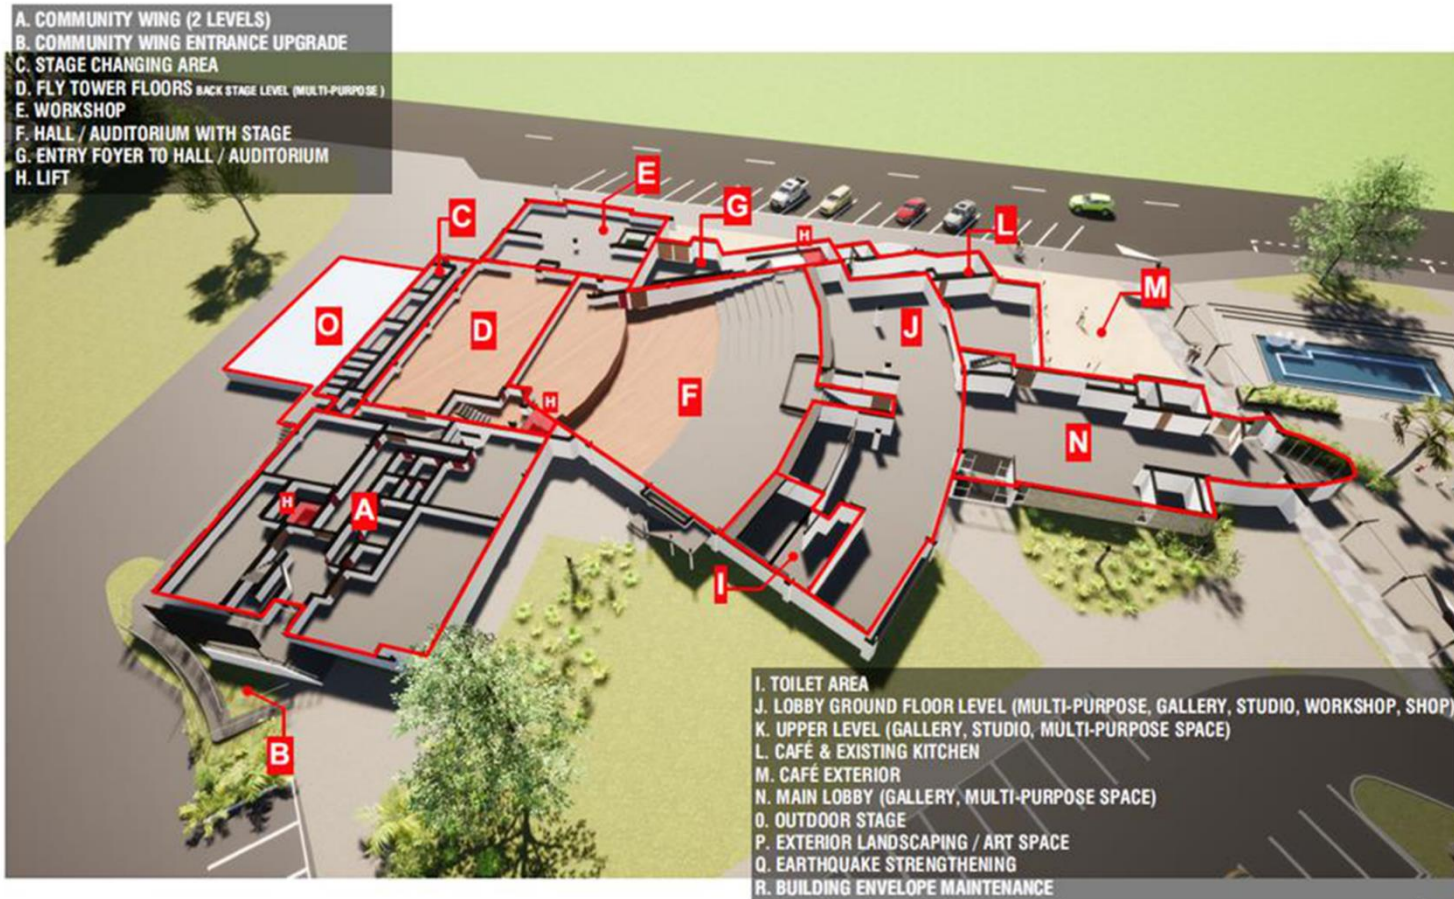 A. COMMUNITY WING (2 LEVELS)
B. COMMUNITY WING ENTRANCE UPGRADE
C. STAGE CHANGING AREA
D. FLY TOWER FLOORS BACK STAGE LEVEL (MULTI-PURPOSE )
E. WORKSHOP
F. HALL / AUDITORIUM WITH STAGE
G. ENTRY FOYER TO HALL / AUDITORIUM
H. LIFT
E
G
C
H
L
M
O
D
J
F
H
N
H
A
I
B
I. TOILET AREA
J. LOBBY GROUND FLOOR LEVEL (MULTI-PURPOSE, GALLERY, STUDIO, WORKSHOP, SHOP)
K. UPPER LEVEL (GALLERY, STUDIO, MULTI-PURPOSE SPACE)
L. CAFÉ & EXISTING KITCHEN
M. CAFÉ EXTERIOR
N. MAIN LOBBY (GALLERY, MULTI-PURPOSE SPACE)
0. OUTDOOR STAGE
P. EXTERIOR LANDSCAPING / ART SPACE
Q. EARTHQUAKE STRENGTHENING
R. BUILDING ENVELOPE MAINTENANCE